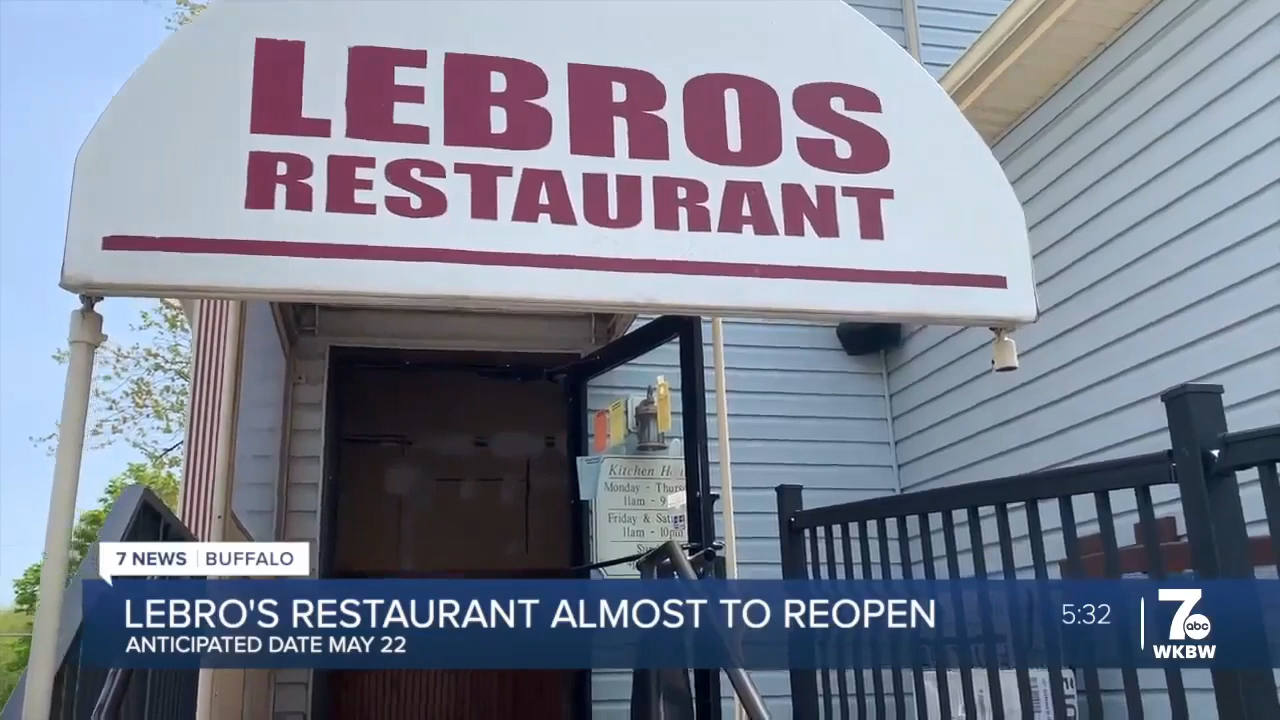 LEBROS
RESTAURANT
Kitchen
Monday - Thurs
11am - 9
Friday & Sat
11am - 10pm
7 NEWS BUFFALO
LEBRO'S RESTAURANT ALMOST TO REOPEN
ANTICIPATED DATE MAY 22
5:32
7
abc
WKBW